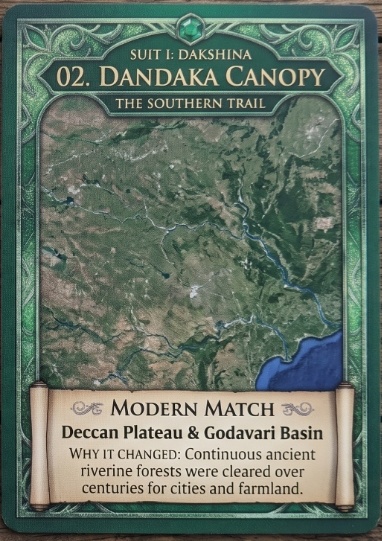 SUIT I: DAKSHINA
02. DANDAKA CANOPY
THE SOUTHERN TRAIL
MODERN MATCH
Deccan Plateau & Godavari Basin
WHY IT CHANGED: Continuous ancient
riverine forests were cleared over
centuries for cities and farmland.